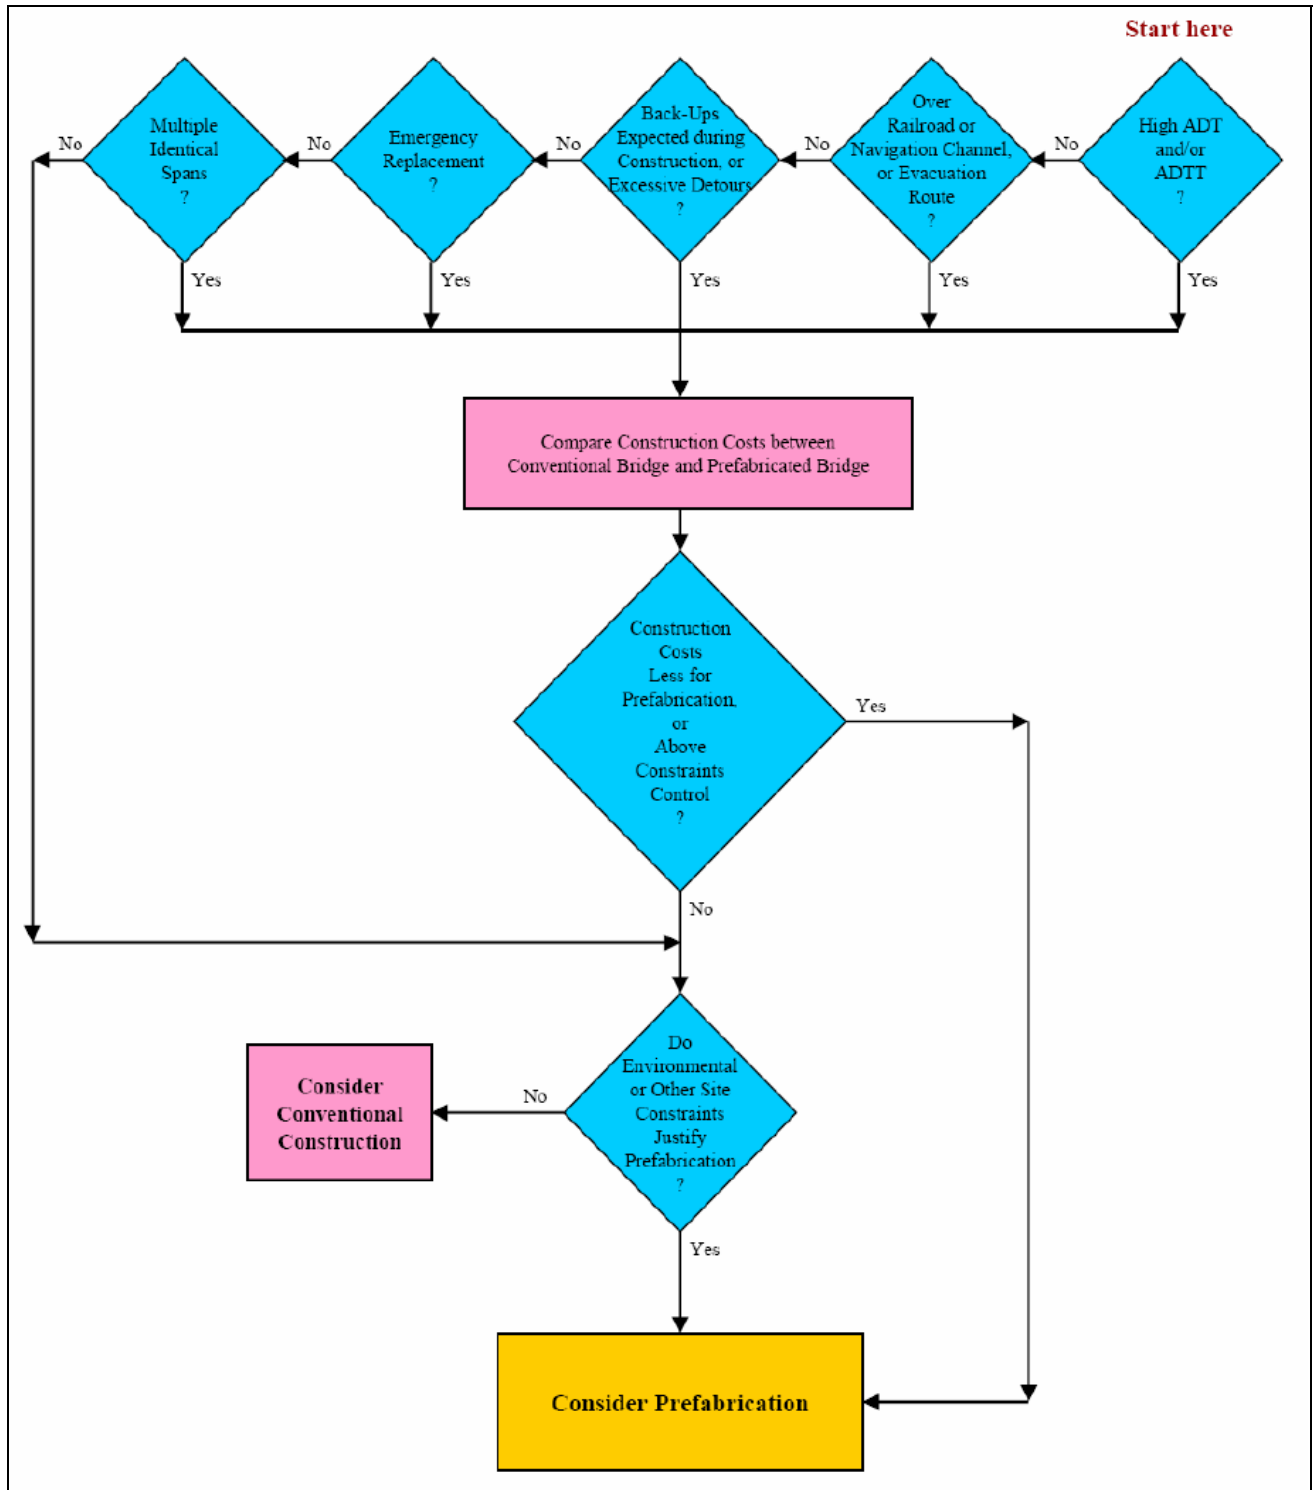 Start here
Multiple
Identical
Spans
?
Emergency
Replacement
?
Back-Ups
Expected during
Construction, or
Excessive Detours
?
Over
Railroad or
Navigation Channel,
or Evacuation
Route
?
High ADT
and/or
ADTT
?
No
No
No
No
No
Yes
Yes
Yes
Yes
Yes
Compare Construction Costs between
Conventional Bridge and Prefabricated Bridge
Construction
Costs
Less for
Prefabrication,
or
Above
Constraints
Control
?
Yes
No
Do
Environmental
or Other Site
Constraints
Justify
Prefabrication
?
No
Consider
Conventional
Construction
Yes
Consider Prefabrication